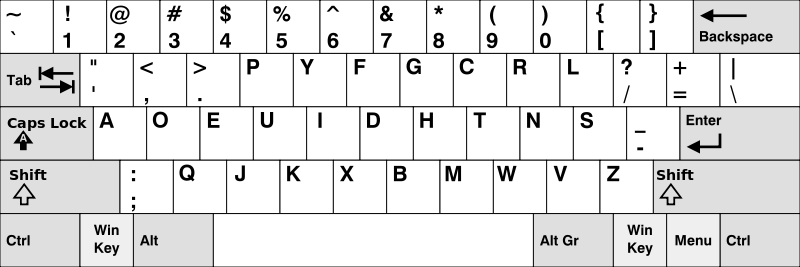 ~ ! @ # $ % ^ & * ( ) { }
` 1 2 3 4 5 6 7 8 9 0 [ ] Backspace
Tab " < > P Y F G C R L ? + |
' , . / = \
Caps Lock A O E U I D H T N S _ Enter
A -
Shift : Q J K X B M W V Z Shift
;
Ctrl Win Key Alt Alt Gr Win Key Menu Ctrl